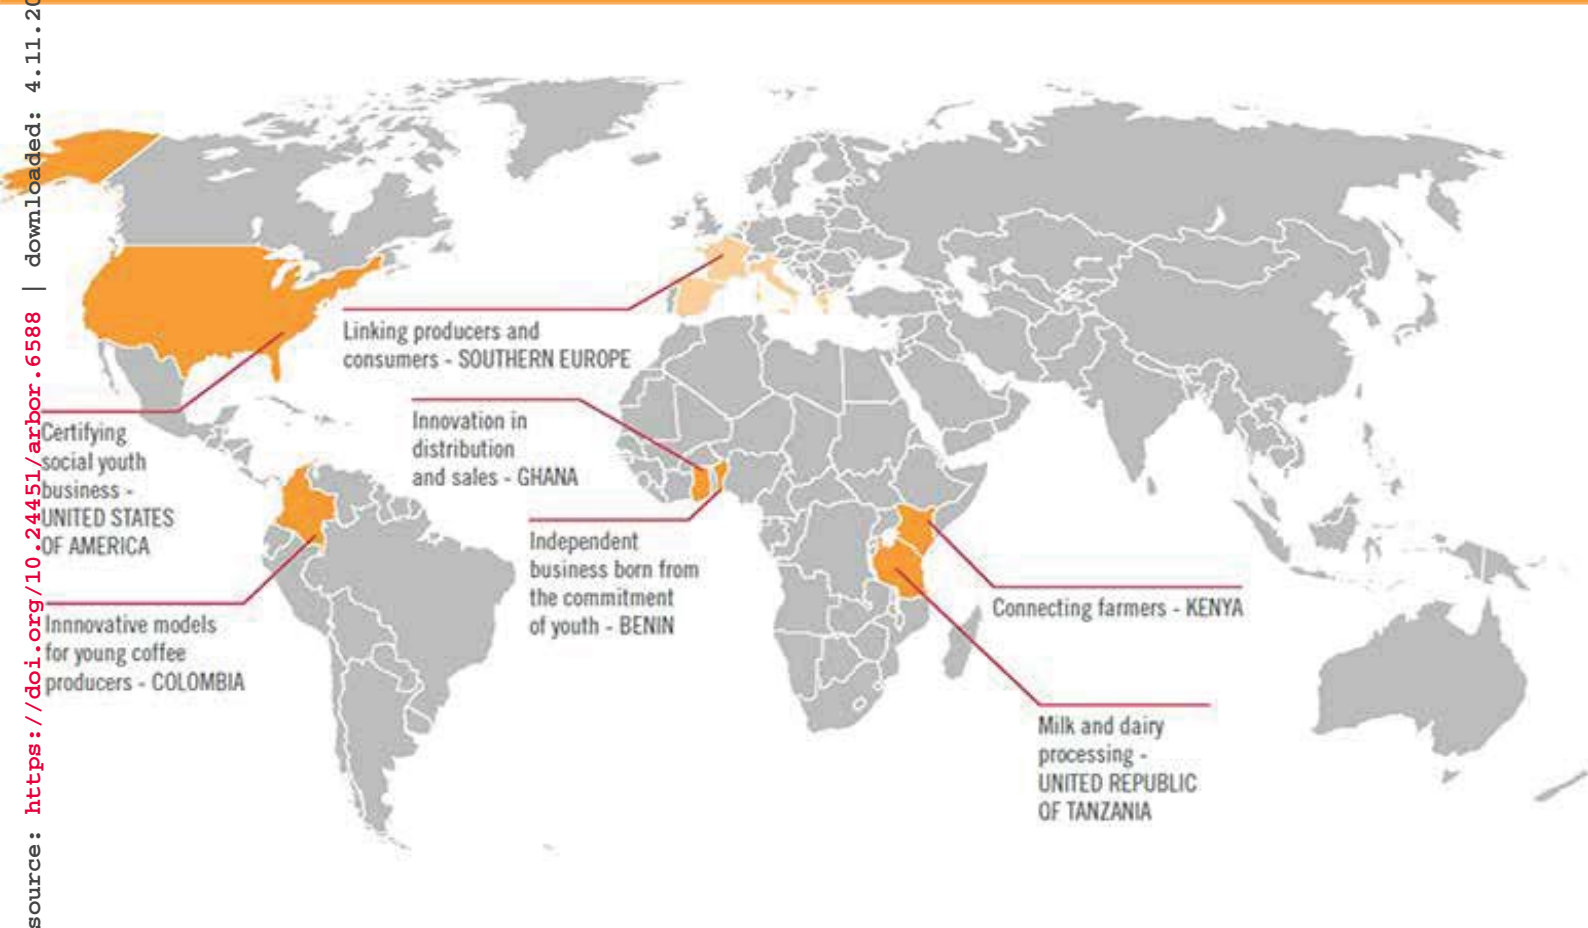 Linking producers and
consumers - SOUTHERN EUROPE
Innovation in
distribution
and sales - GHANA
Certifying
social youth
business -
UNITED STATES
OF AMERICA
Independent
business born from
the commitment
of youth - BENIN
Connecting farmers - KENYA
Innnovative models
for young coffee
producers - COLOMBIA
Milk and dairy
processing -
UNITED REPUBLIC
OF TANZANIA
source: https://doi.org/10.24451/arbor.6588 | downloaded: 4.11.20